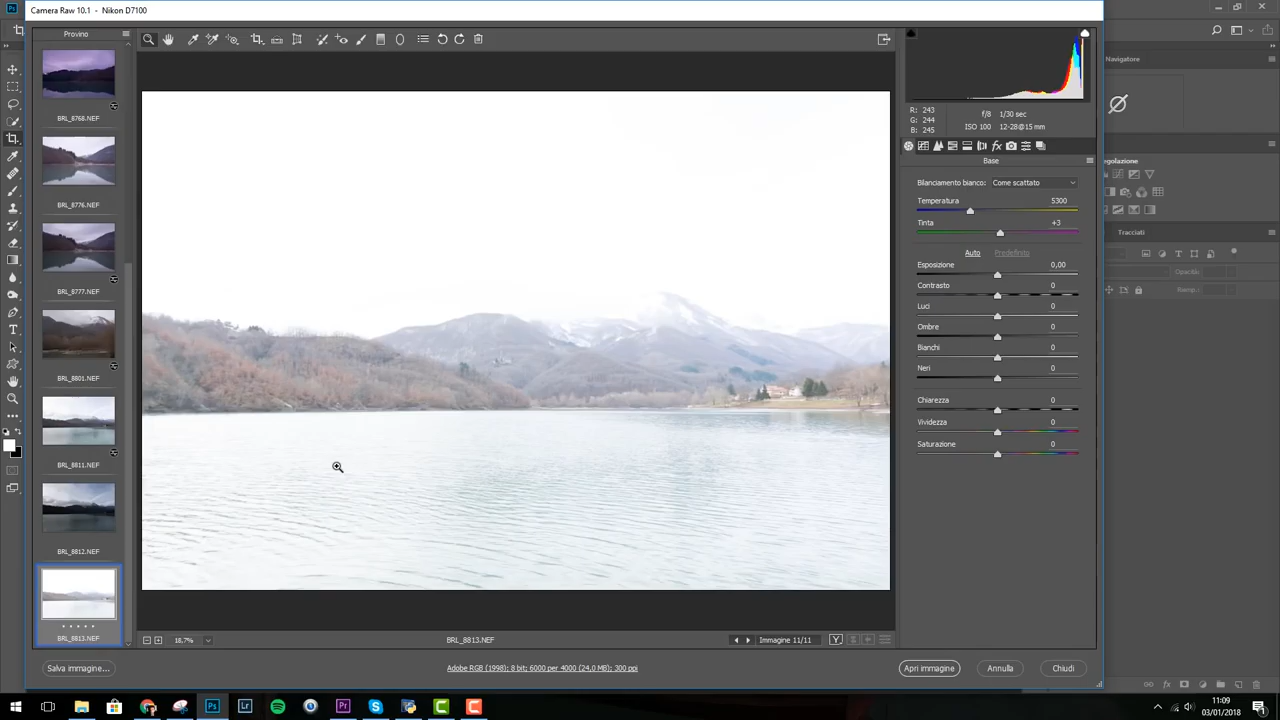 Camera Raw 10.1 - Nikon D7100
Provino
BRL_8768.NEF
BRL_8776.NEF
BRL_8777.NEF
BRL_8801.NEF
BRL_8811.NEF
BRL_8812.NEF
BRL_8813.NEF
R: 243
G: 244
B: 245
f/8 1/30 sec
ISO 100 12-28@15 mm
Base
Bilanciamento bianco: Come scattato
Temperatura 5300
Tinta +3
Auto Predefinito
Esposizione 0,00
Contrasto 0
Luci 0
Ombre 0
Bianchi 0
Neri 0
Chiarezza 0
Vividezza 0
Saturazione 0
Navigatore
Tracciati
Opacità:
Riemp.:
18,7%
BRL_8813.NEF
Immagine 11/11
Salva immagine...
Adobe RGB (1998); 8 bit; 6000 per 4000 (24,0 MB); 300 ppi
Apri immagine
Annulla
Chiudi
11:09
03/01/2018